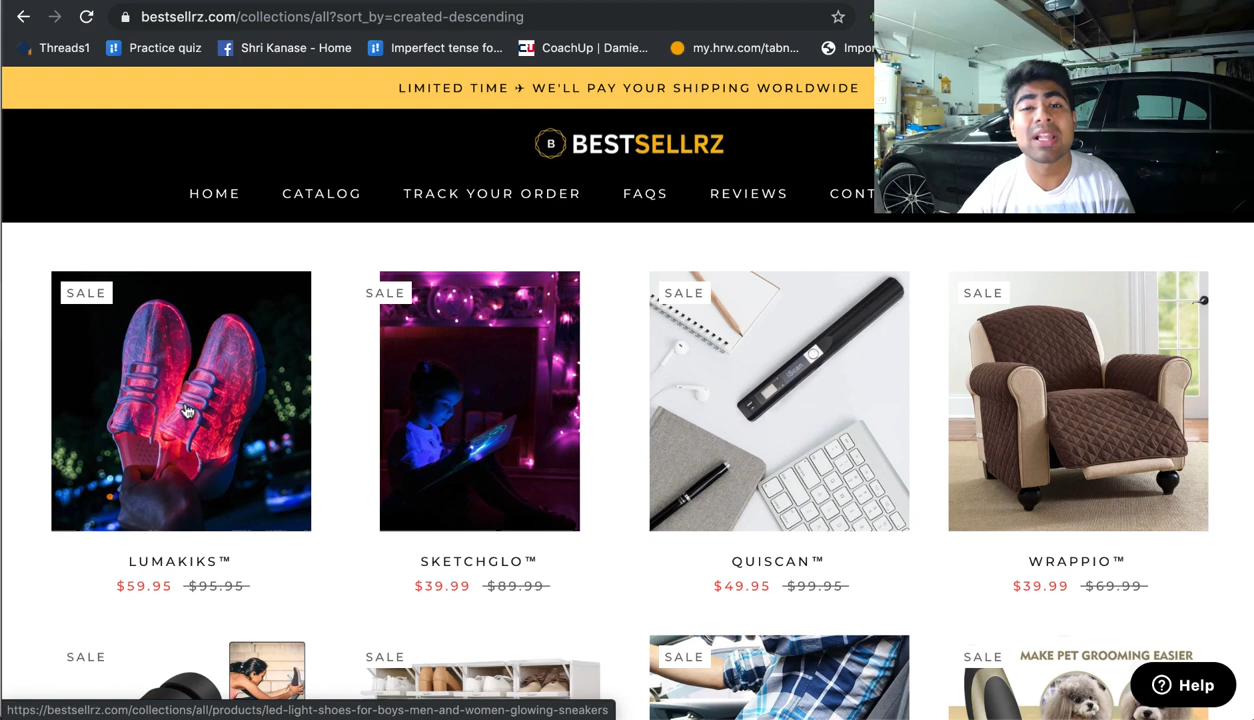 bestsellrz.com/collections/all?sort_by=created-descending
Threads1
Practice quiz
Shri Kanase - Home
Imperfect tense fo...
CU
CoachUp | Damie...
my.hrw.com/tabn...
Impor
LIMITED TIME ✈ WE'LL PAY YOUR SHIPPING WORLDWIDE
B BESTSELLRZ
HOME
CATALOG
TRACK YOUR ORDER
FAQS
REVIEWS
CONT
SALE
SALE
SALE
SALE
iScan
LUMAKIKS™
SKETCHGLO™
QUISCAN™
WRAPPIO™
$59.95 $95.95
$39.99 $89.99
$49.95 $99.95
$39.99 $69.99
SALE
SALE
SALE
SALE
MAKE PET GROOMING EASIER
? Help
https://bestsellrz.com/collections/all/products/led-light-shoes-for-boys-men-and-women-glowing-sneakers